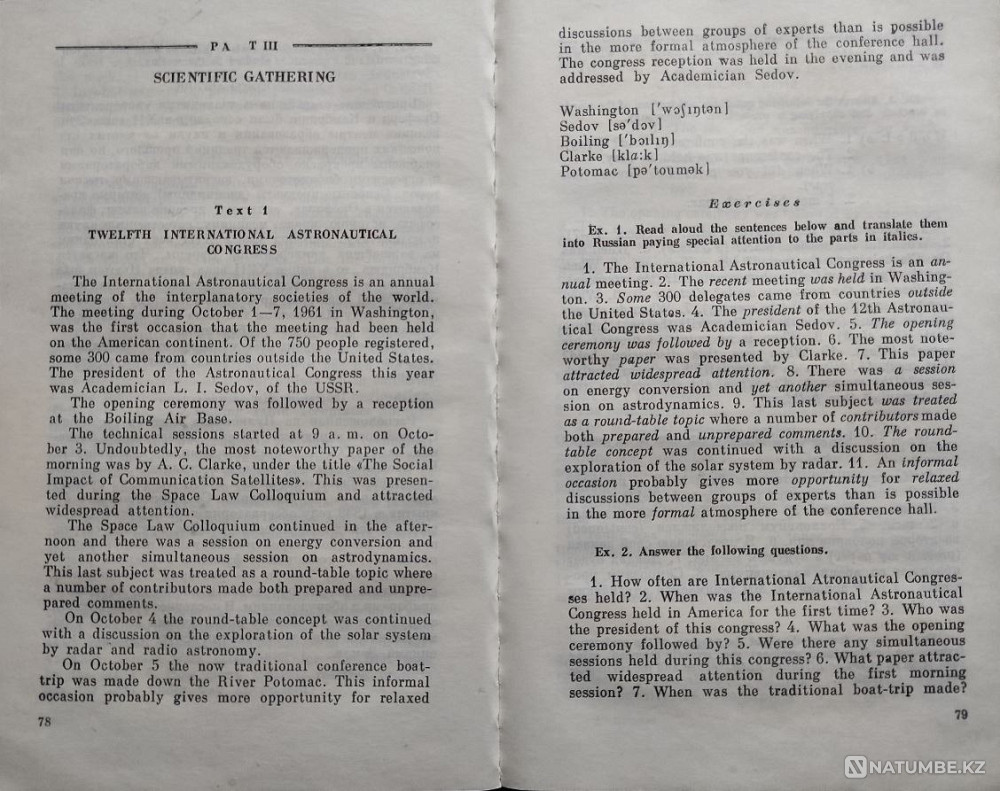 PA T III
SCIENTIFIC GATHERING
Text 1
TWELFTH INTERNATIONAL ASTRONAUTICAL
CONGRESS
The International Astronautical Congress is an annual
meeting of the interplanatory societies of the world.
The meeting during October 1—7, 1961 in Washington,
was the first occasion that the meeting had been held
on the American continent. Of the 750 people registered,
some 300 came from countries outside the United States.
The president of the Astronautical Congress this year
was Academician L. I. Sedov, of the USSR.
The opening ceremony was followed by a reception
at the Boiling Air Base.
The technical sessions started at 9 a. m. on Octo-
ber 3. Undoubtedly, the most noteworthy paper of the
morning was by A. C. Clarke, under the title «The Social
Impact of Communication Satellites». This was presen-
ted during the Space Law Colloquium and attracted
widespread attention.
The Space Law Colloquium continued in the after-
noon and there was a session on energy conversion and
yet another simultaneous session on astrodynamics.
This last subject was treated as a round-table topic where
a number of contributors made both prepared and unpre-
pared comments.
On October 4 the round-table concept was continued
with a discussion on the exploration of the solar system
by radar and radio astronomy.
On October 5 the now traditional conference boat-
trip was made down the River Potomac. This informal
occasion probably gives more opportunity for relaxed
78
discussions between groups of experts than is possible
in the more formal atmosphere of the conference hall.
The congress reception was held in the evening and was
addressed by Academician Sedov.
Washington ['wɔʃıŋtən]
Sedov [sə'dɔv]
Boiling ['bɔılıŋ]
Clarke [kla:k]
Potomac [pə'toumək]
Exercises
Ex. 1. Read aloud the sentences below and translate them
into Russian paying special attention to the parts in italics.
1. The International Astronautical Congress is an an-
nual meeting. 2. The recent meeting was held in Washing-
ton. 3. Some 300 delegates came from countries outside
the United States. 4. The president of the 12th Astronau-
tical Congress was Academician Sedov. 5. The opening
ceremony was followed by a reception. 6. The most note-
worthy paper was presented by Clarke. 7. This paper
attracted widespread attention. 8. There was a session
on energy conversion and yet another simultaneous ses-
sion on astrodynamics. 9. This last subject was treated
as a round-table topic where a number of contributors made
both prepared and unprepared comments. 10. The round-
table concept was continued with a discussion on the
exploration of the solar system by radar. 11. An informal
occasion probably gives more opportunity for relaxed
discussions between groups of experts than is possible
in the more formal atmosphere of the conference hall.
Ex. 2. Answer the following questions.
1. How often are International Atronautical Congres-
ses held? 2. When was the International Astronautical
Congress held in America for the first time? 3. Who was
the president of this congress? 4. What was the opening
ceremony followed by? 5. Were there any simultaneous
sessions held during this congress? 6. What paper attrac-
ted widespread attention during the first morning
session? 7. When was the traditional boat-trip made?
79
NATUMBE.KZ